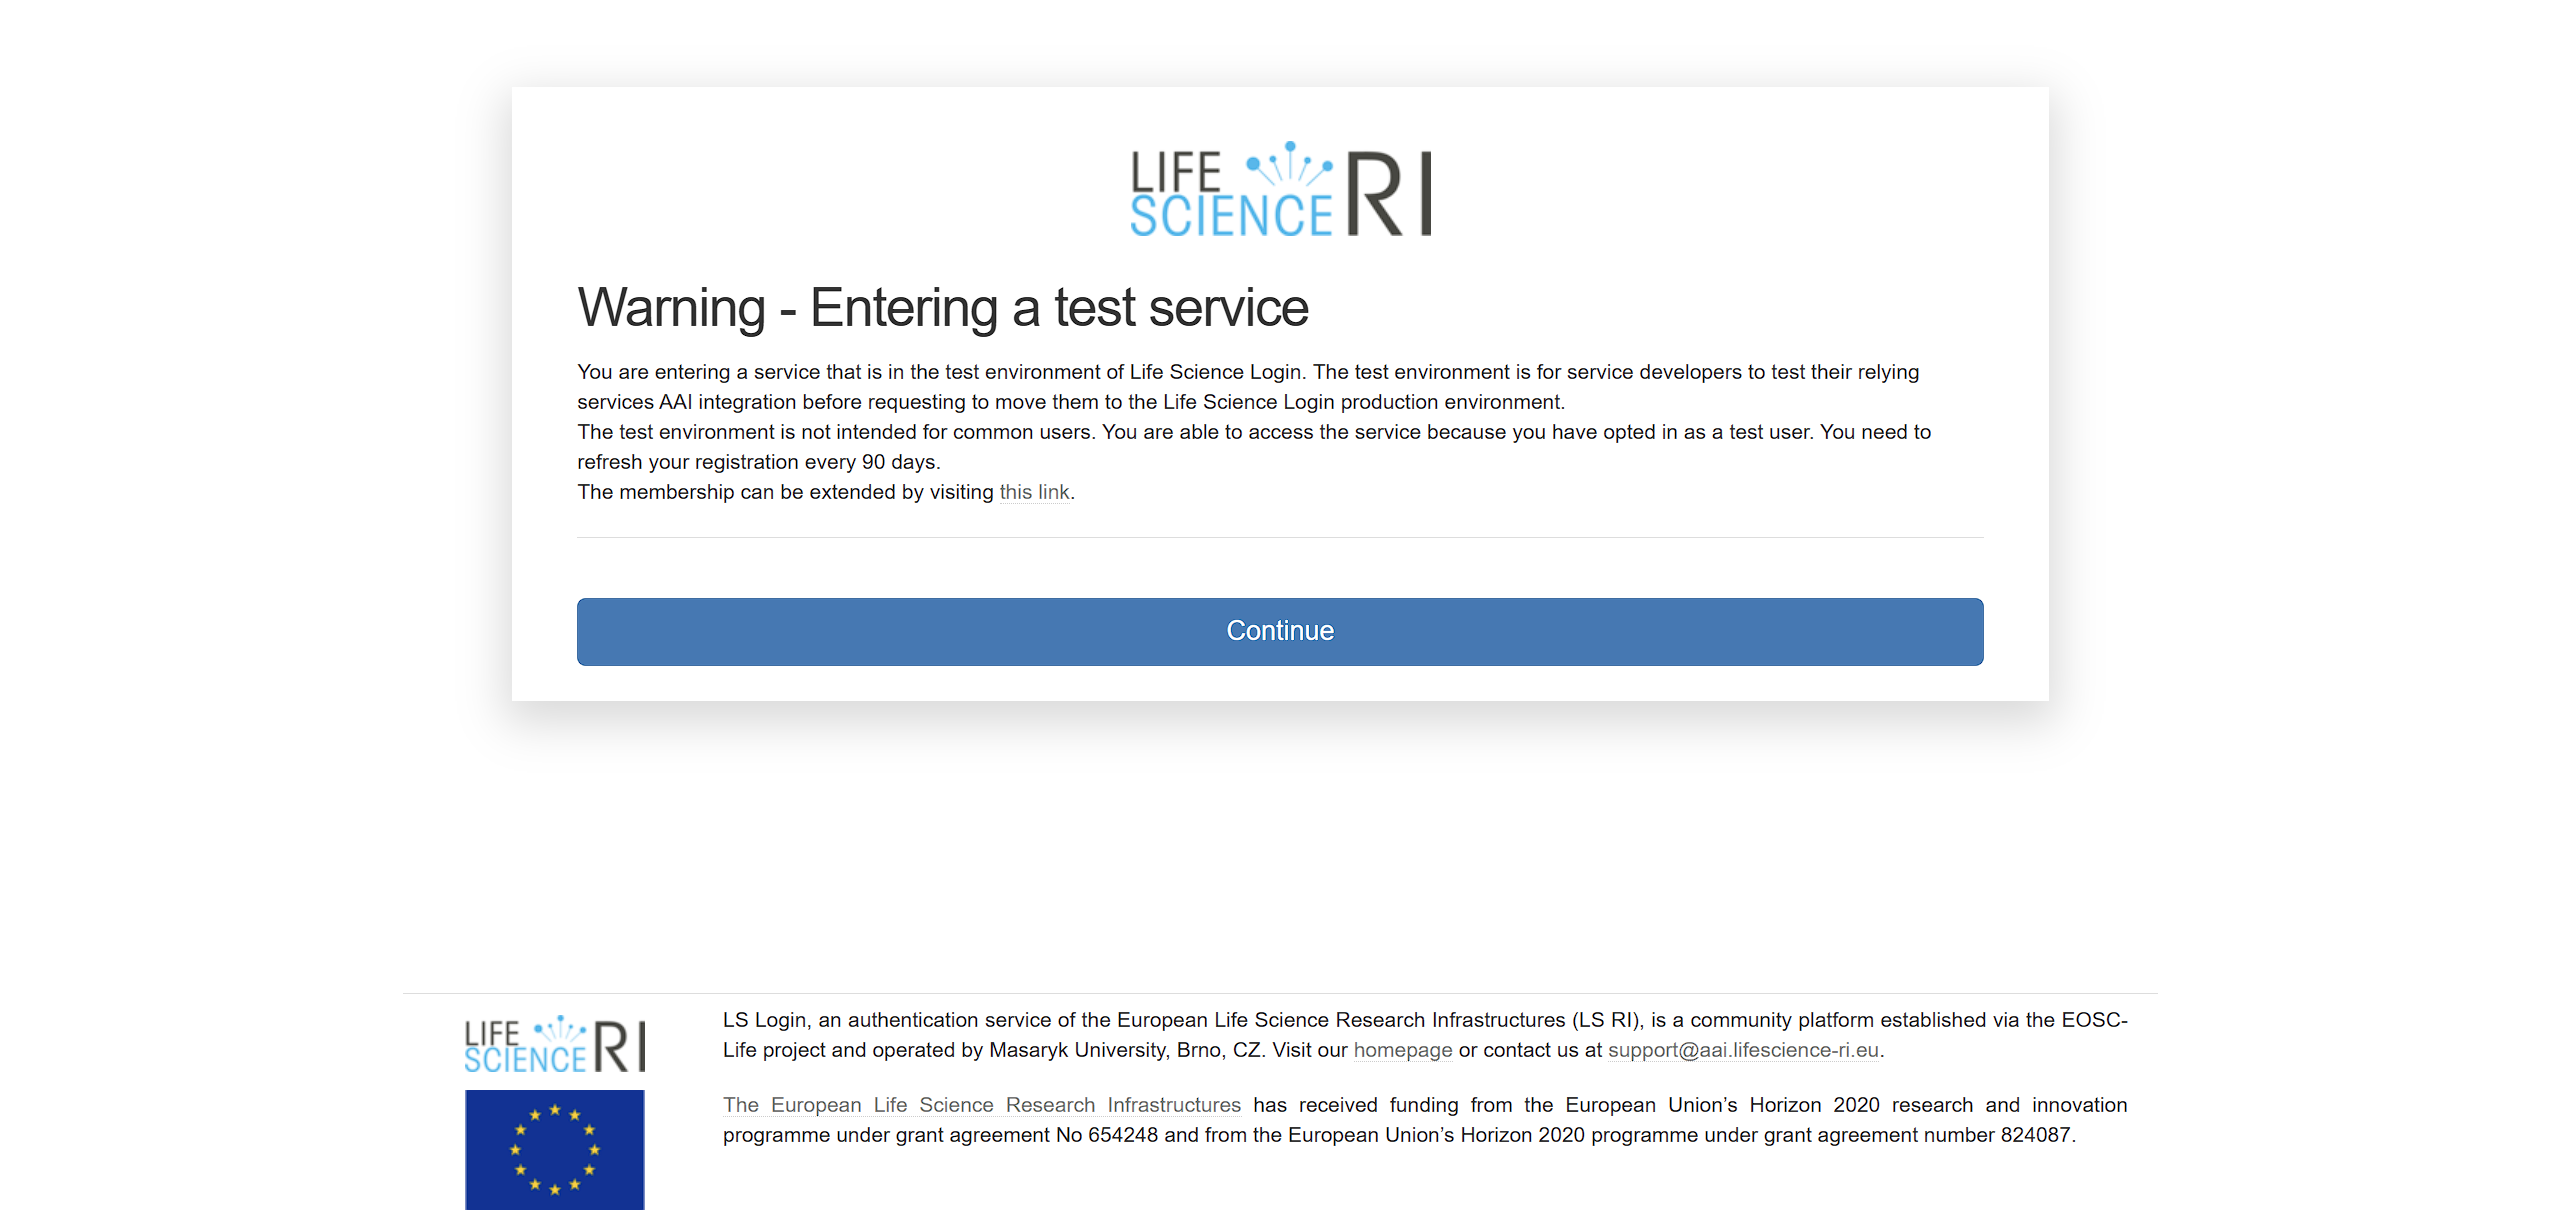 LIFE
SCIENCE RI
Warning - Entering a test service
You are entering a service that is in the test environment of Life Science Login. The test environment is for service developers to test their relying
services AAI integration before requesting to move them to the Life Science Login production environment.
The test environment is not intended for common users. You are able to access the service because you have opted in as a test user. You need to
refresh your registration every 90 days.
The membership can be extended by visiting this link.
Continue
LIFE
SCIENCE RI
LS Login, an authentication service of the European Life Science Research Infrastructures (LS RI), is a community platform established via the EOSC-
Life project and operated by Masaryk University, Brno, CZ. Visit our homepage or contact us at support@aai.lifescience-ri.eu.
The European Life Science Research Infrastructures has received funding from the European Union’s Horizon 2020 research and innovation
programme under grant agreement No 654248 and from the European Union’s Horizon 2020 programme under grant agreement number 824087.